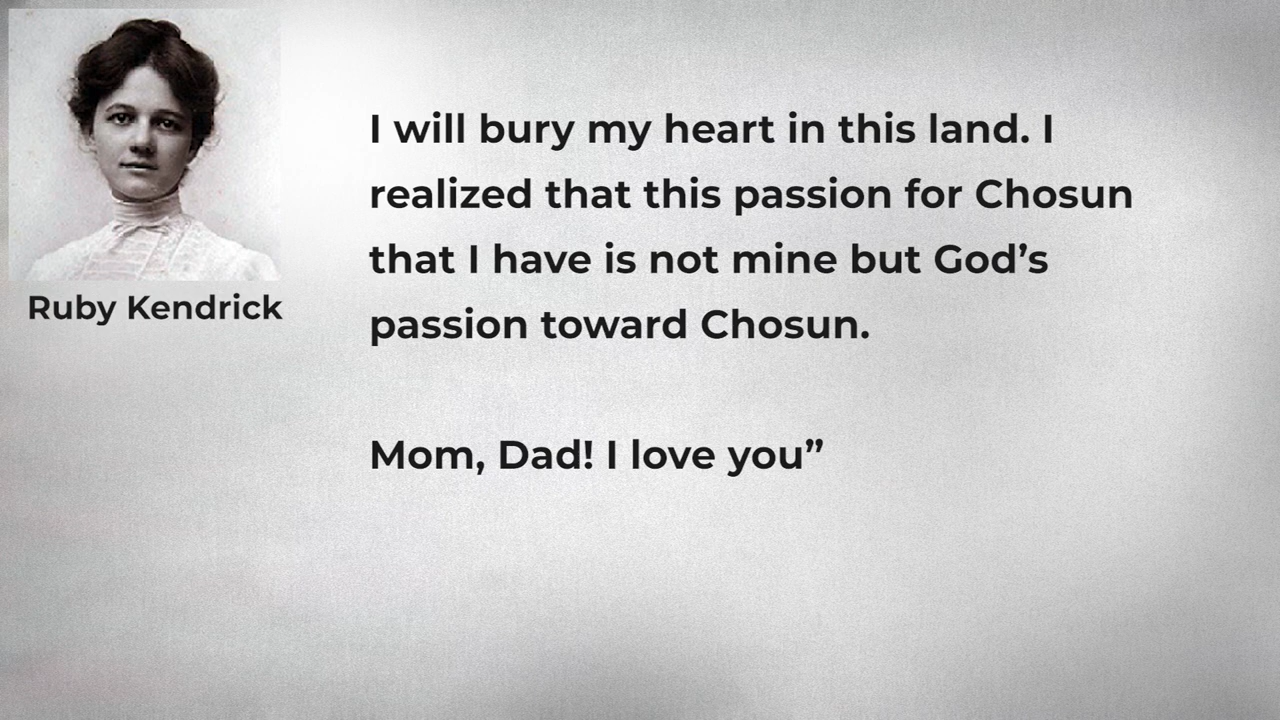 Ruby Kendrick
I will bury my heart in this land. I
realized that this passion for Chosun
that I have is not mine but God’s
passion toward Chosun.
Mom, Dad! I love you”